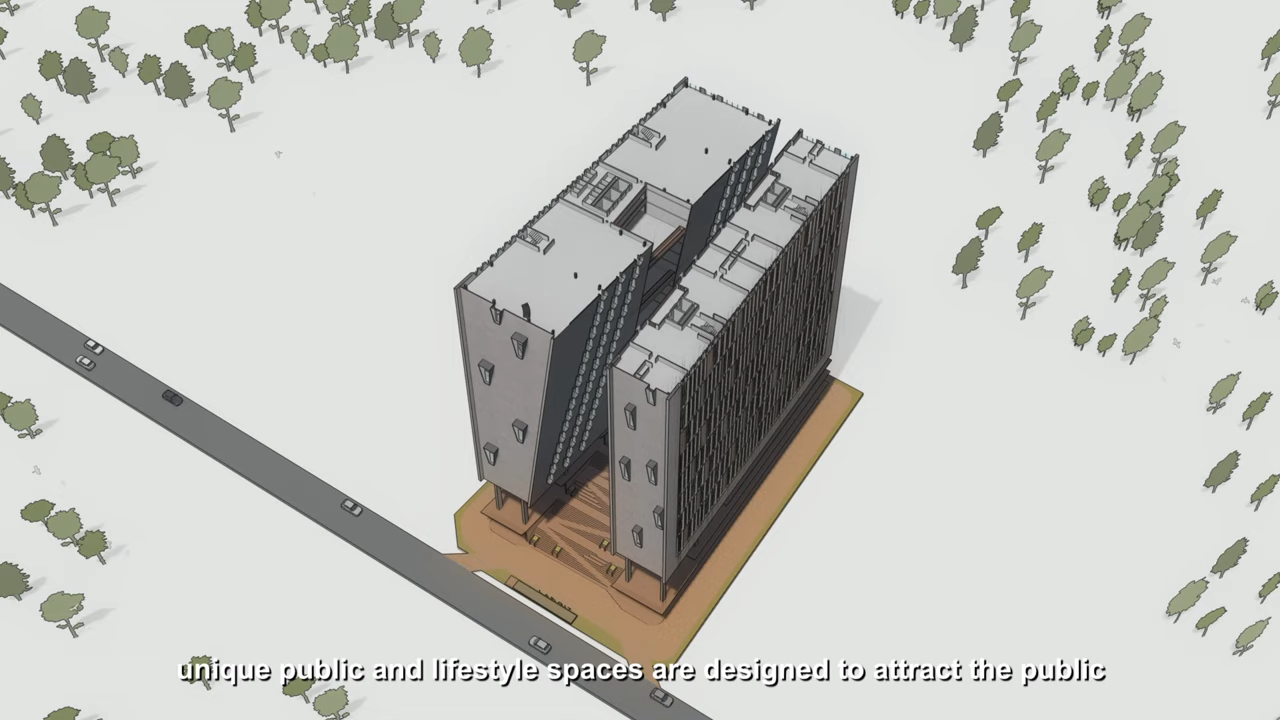 unique public and lifestyle spaces are designed to attract the public